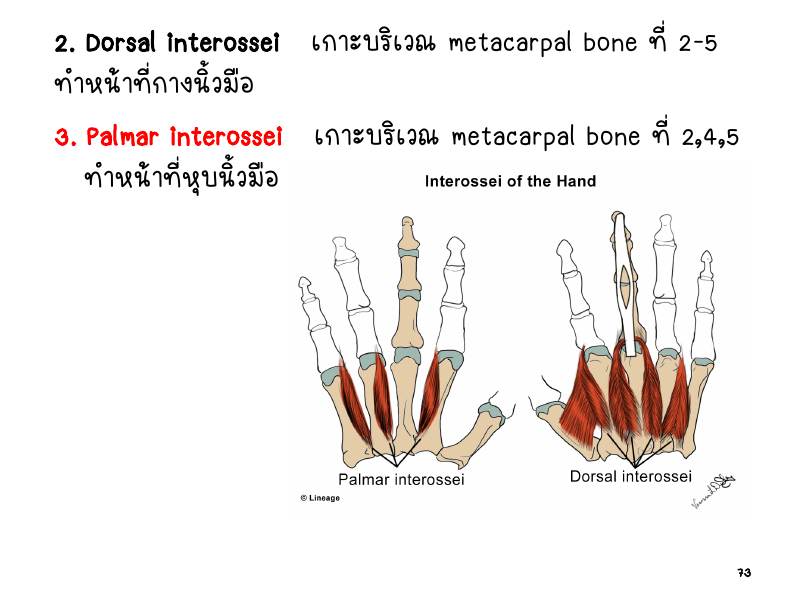 2. Dorsal interossei เกาะบริเวณ metacarpal bone ที่ 2-5
ทำหน้าที่กางนิ้วมือ
3. Palmar interossei เกาะบริเวณ metacarpal bone ที่ 2,4,5
ทำหน้าที่หุบนิ้วมือ
Interossei of the Hand
Palmar interossei
Dorsal interossei
© Lineage
73